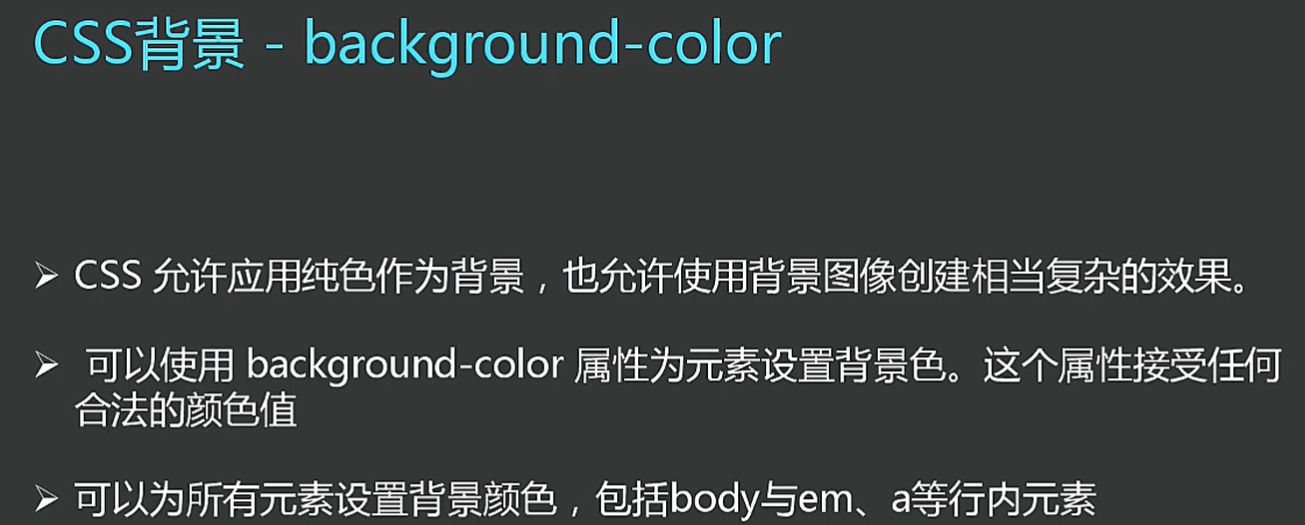 CSS背景 - background-color
➢ CSS 允许应用纯色作为背景，也允许使用背景图像创建相当复杂的效果。
➢ 可以使用 background-color 属性为元素设置背景色。这个属性接受任何
合法的颜色值
➢ 可以为所有元素设置背景颜色，包括body与em、a等行内元素